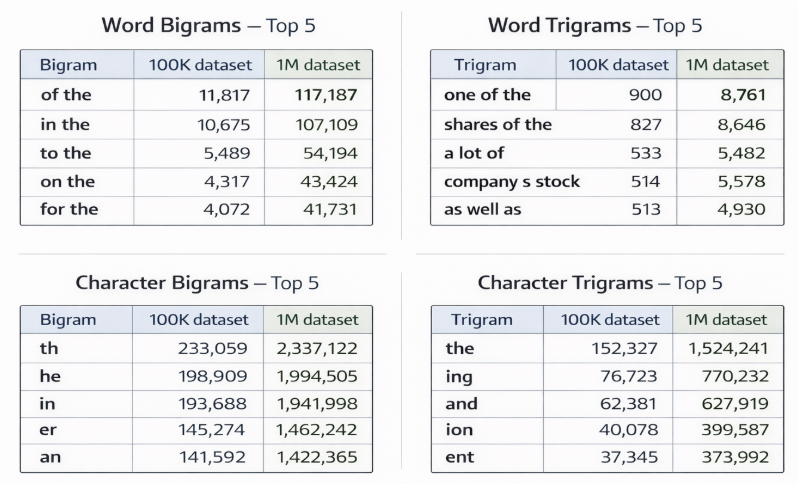 Word Bigrams – Top 5
Bigram 100K dataset 1M dataset
of the 11,817 117,187
in the 10,675 107,109
to the 5,489 54,194
on the 4,317 43,424
for the 4,072 41,731
Word Trigrams – Top 5
Trigram 100K dataset 1M dataset
one of the 900 8,761
shares of the 827 8,646
a lot of 533 5,482
company s stock 514 5,578
as well as 513 4,930
Character Bigrams – Top 5
Bigram 100K dataset 1M dataset
th 233,059 2,337,122
he 198,909 1,994,505
in 193,688 1,941,998
er 145,274 1,462,242
an 141,592 1,422,365
Character Trigrams – Top 5
Trigram 100K dataset 1M dataset
the 152,327 1,524,241
ing 76,723 770,232
and 62,381 627,919
ion 40,078 399,587
ent 37,345 373,992